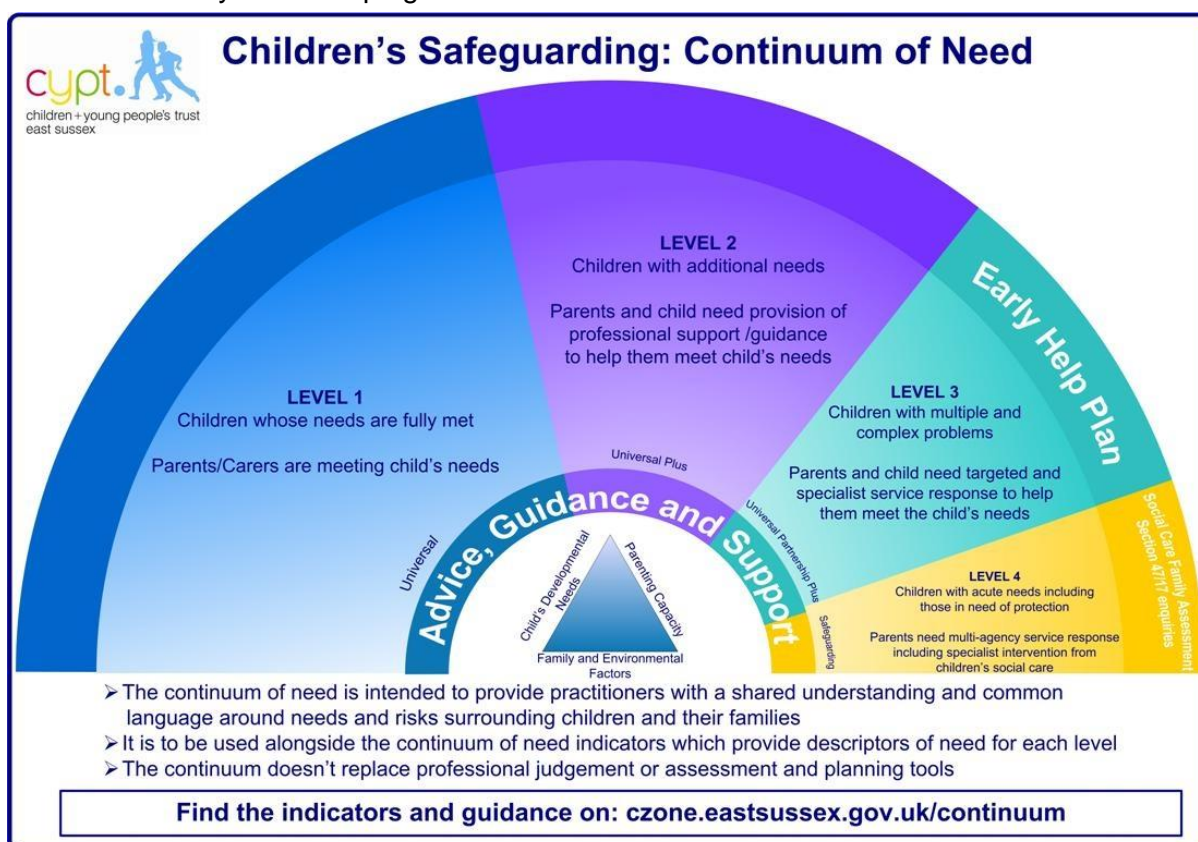 Children's Safeguarding: Continuum of Need
cypt.
children + young people's trust
east sussex
LEVEL 1
Children whose needs are fully met
Parents/Carers are meeting child's needs
LEVEL 2
Children with additional needs
Parents and child need provision of
professional support /guidance
to help them meet child's needs
Early Help Plan
LEVEL 3
Children with multiple and
complex problems
Parents and child need targeted and
specialist service response to help
them meet the child's needs
Social Care Family Assessment
Section 47/17 enquiries
LEVEL 4
Children with acute needs including
those in need of protection
Parents need multi-agency service response
including specialist intervention from
children's social care
Universal
Universal Plus
Universal Partnership Plus
Safeguarding
Advice, Guidance and Support
Child's Developmental
Needs
Parenting Capacity
Family and Environmental
Factors
➢ The continuum of need is intended to provide practitioners with a shared understanding and common
language around needs and risks surrounding children and their families
➢ It is to be used alongside the continuum of need indicators which provide descriptors of need for each level
➢ The continuum doesn't replace professional judgement or assessment and planning tools
Find the indicators and guidance on: czone.eastsussex.gov.uk/continuum